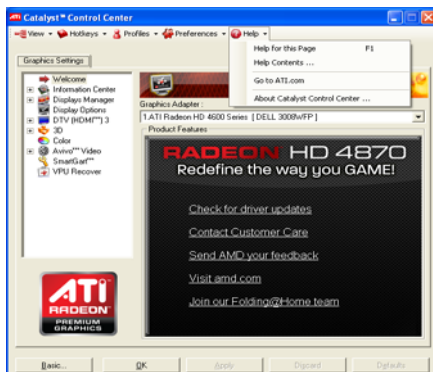 ATI Catalyst™ Control Center
View Hotkeys Profiles Preferences Help
Help for this Page F1
Help Contents ...
Go to ATI.com
About Catalyst Control Center ...
Graphics Settings
Welcome
Information Center
Displays Manager
Display Options
DTV (HDMI™) 3
3D
Color
Avivo™ Video
SmartGart™
VPU Recover
Graphics Adapter :
1.ATI Radeon HD 4600 Series [ DELL 3008WFP ]
Product Features
RADEON HD 4870
Redefine the way you GAME!
Check for driver updates
Contact Customer Care
Send AMD your feedback
Visit amd.com
Join our Folding@Home team
ATI
RADEON
PREMIUM
GRAPHICS
Basic... OK Apply Discard Defaults